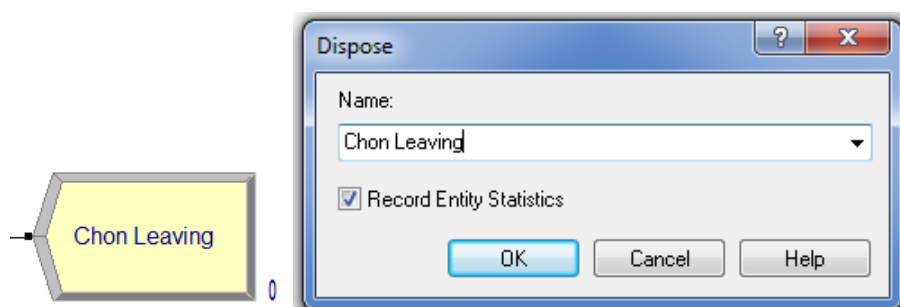 Chon Leaving
0
Dispose
?
X
Name:
Chon Leaving
Record Entity Statistics
OK
Cancel
Help